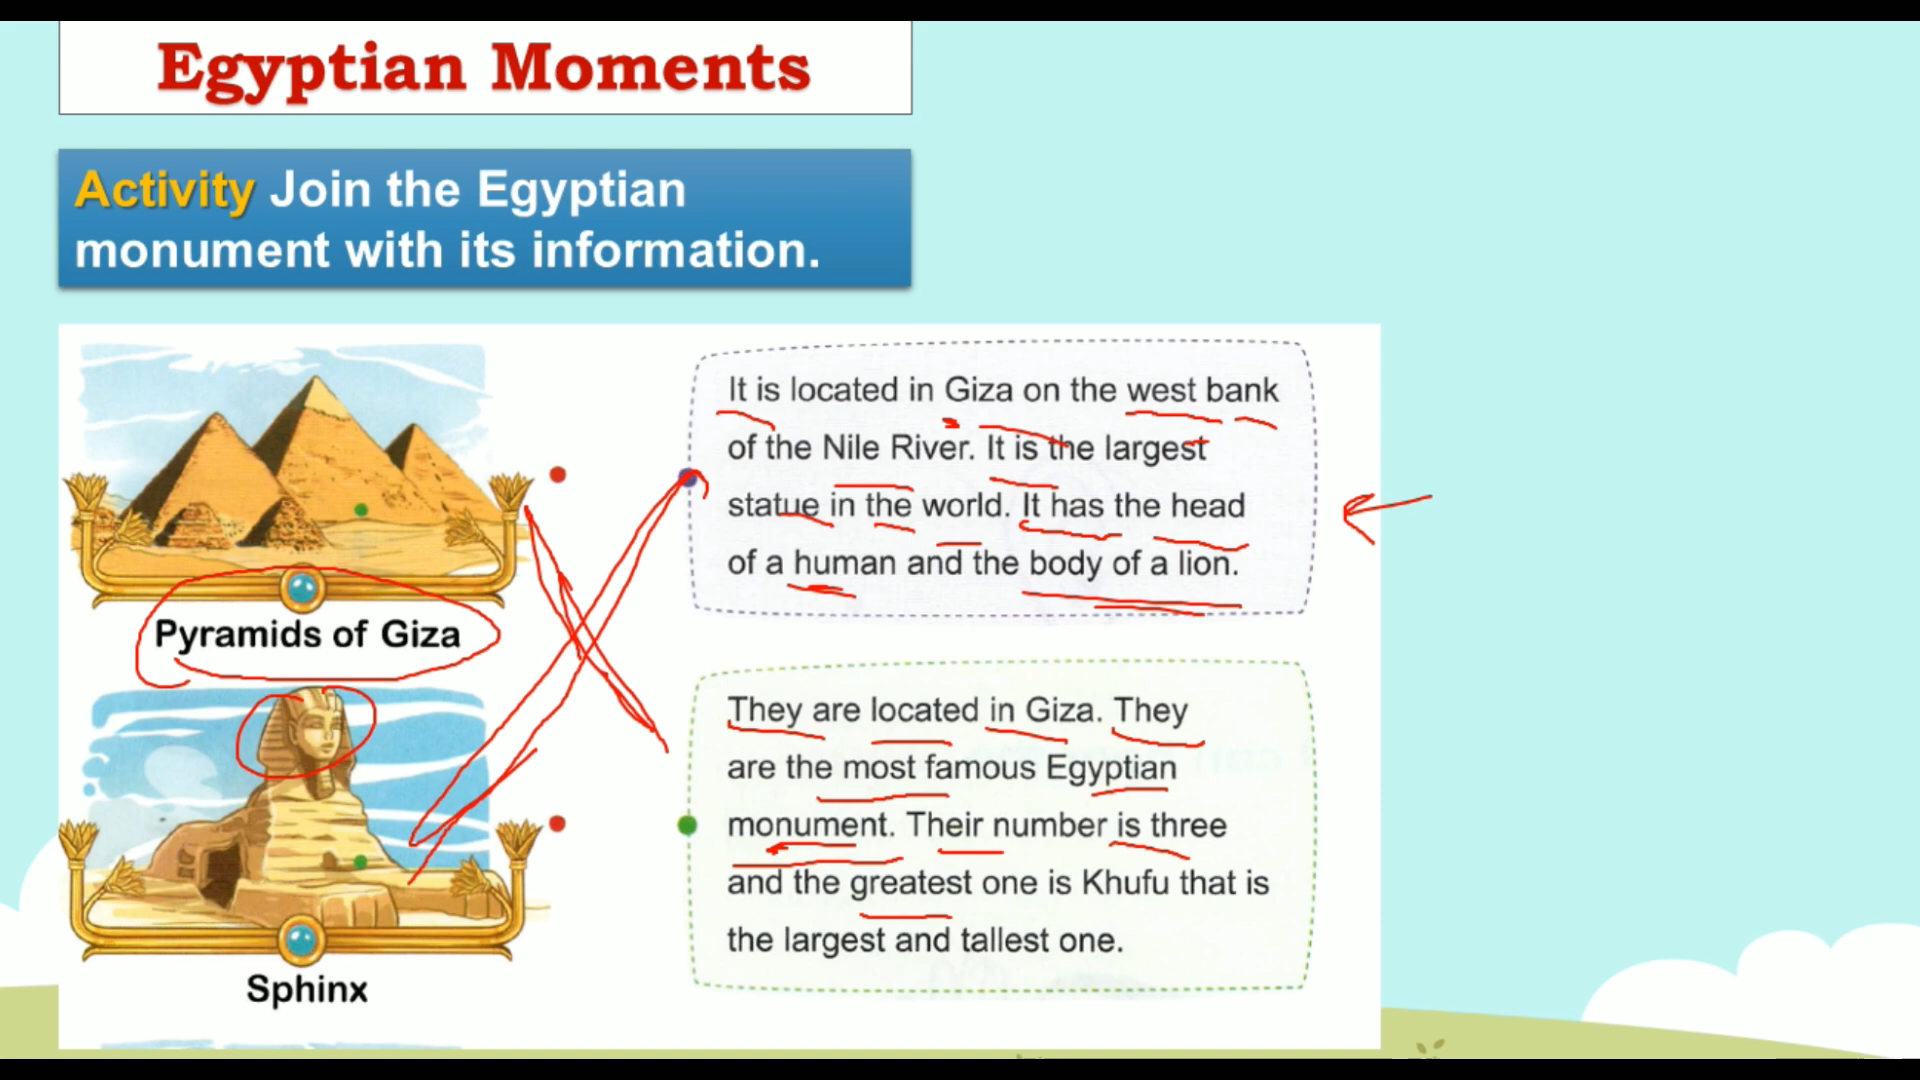 Egyptian Moments
Activity Join the Egyptian
monument with its information.
Pyramids of Giza
It is located in Giza on the west bank
of the Nile River. It is the largest
statue in the world. It has the head
of a human and the body of a lion.
Sphinx
They are located in Giza. They
are the most famous Egyptian
monument. Their number is three
and the greatest one is Khufu that is
the largest and tallest one.